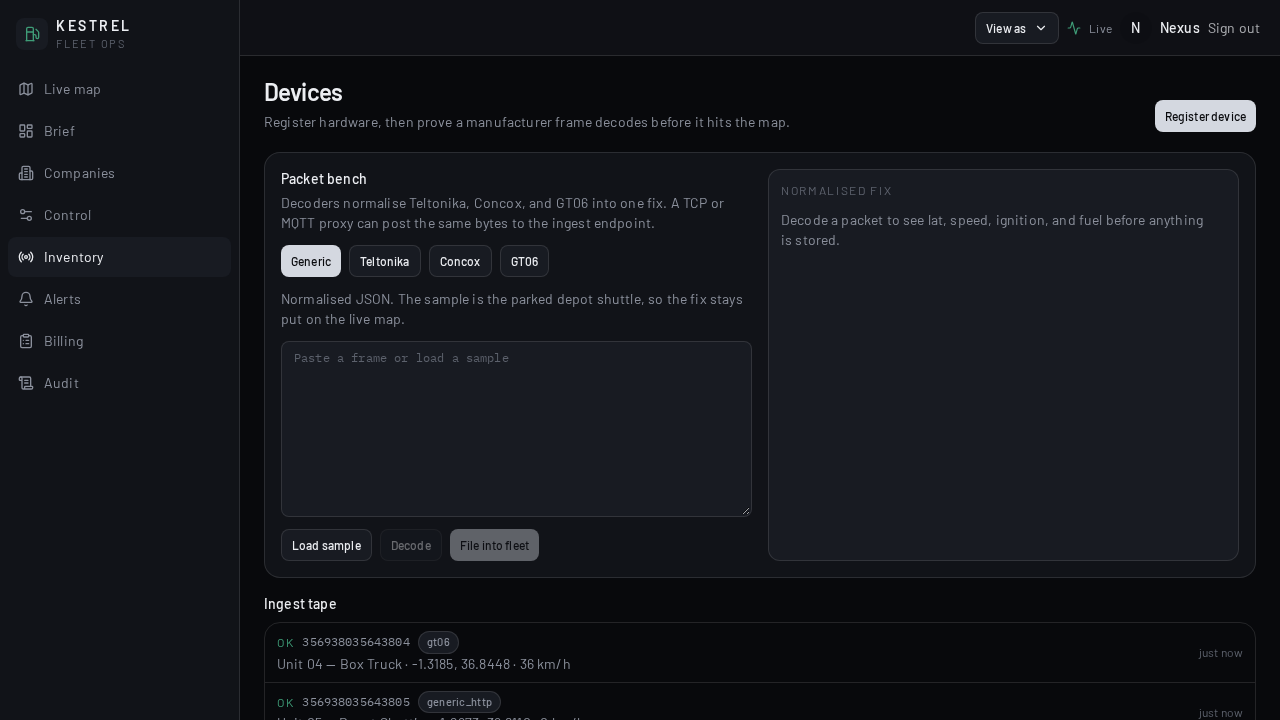 KESTREL
FLEET OPS
Live map
Brief
Companies
Control
Inventory
Alerts
Billing
Audit
View as
Live
N
Nexus
Sign out
Devices
Register hardware, then prove a manufacturer frame decodes before it hits the map.
Register device
Packet bench
Decoders normalise Teltonika, Concox, and GT06 into one fix. A TCP or
MQTT proxy can post the same bytes to the ingest endpoint.
Generic
Teltonika
Concox
GT06
Normalised JSON. The sample is the parked depot shuttle, so the fix stays
put on the live map.
Paste a frame or load a sample
Load sample
Decode
File into fleet
NORMALISED FIX
Decode a packet to see lat, speed, ignition, and fuel before anything
is stored.
Ingest tape
OK 356938035643804 gt06
Unit 04 — Box Truck · -1.3185, 36.8448 · 36 km/h
just now
OK 356938035643805 generic_http
just now